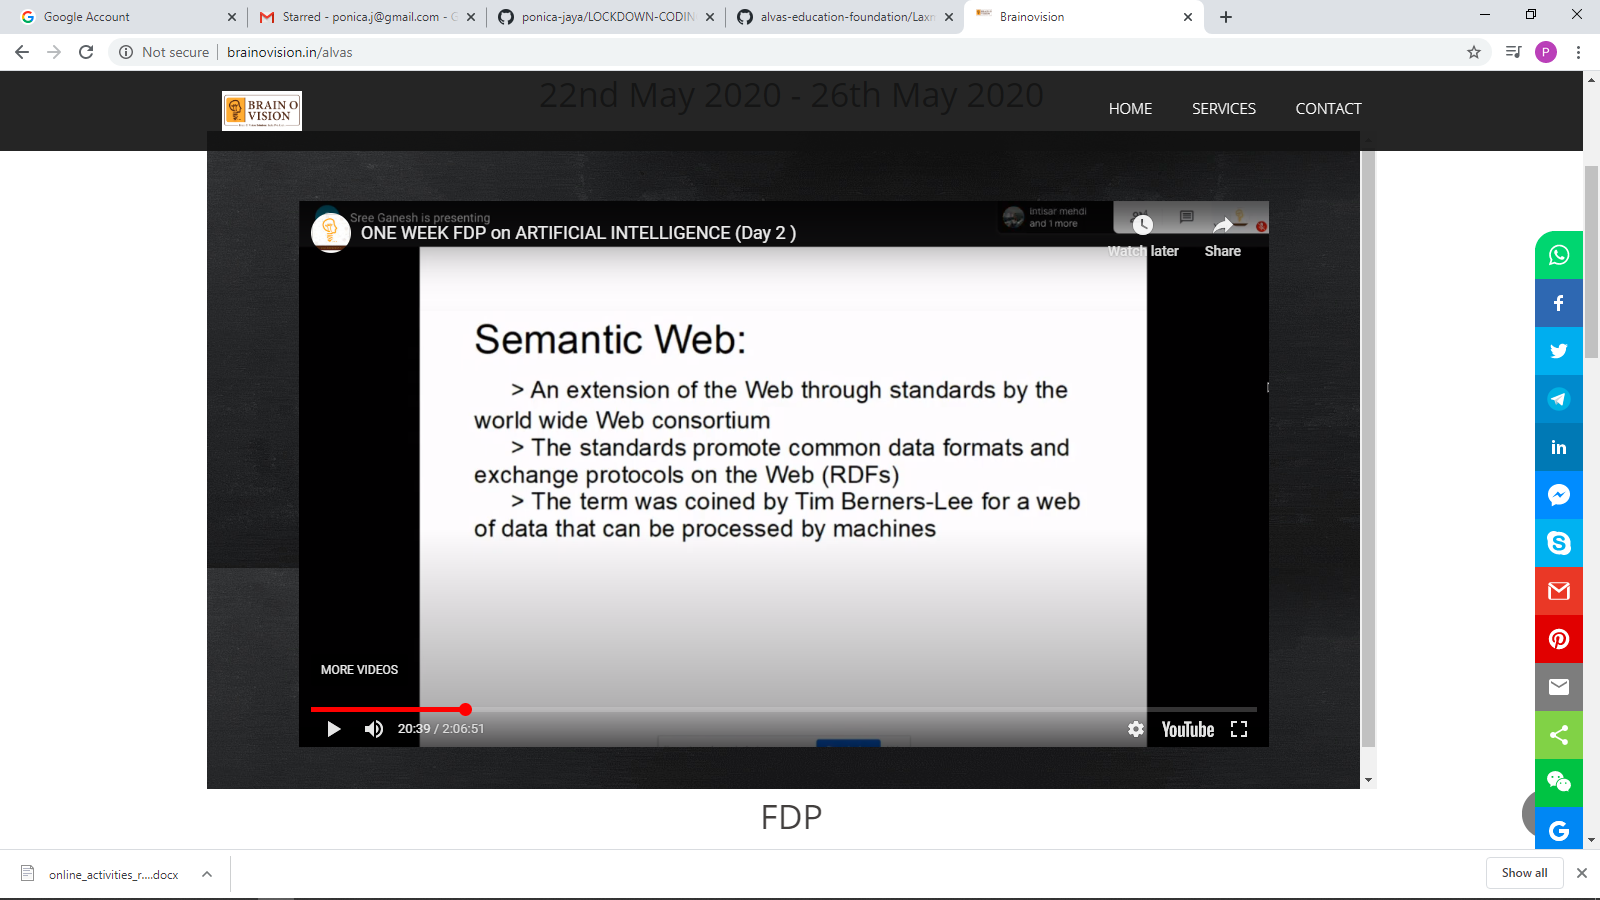 Google Account
Starred - ponica.j@gmail.com - G
ponica-jaya/LOCKDOWN-CODIN
alvas-education-foundation/Laxm
Brainovision
Not secure
brainovision.in/alvas
22nd May 2020 - 26th May 2020
BRAIN O
VISION
HOME
SERVICES
CONTACT
Sree Ganesh is presenting
Intisar mehdi
and 1 more
ONE WEEK FDP on ARTIFICIAL INTELLIGENCE (Day 2 )
Watch later
Share
Semantic Web:
> An extension of the Web through standards by the
world wide Web consortium
> The standards promote common data formats and
exchange protocols on the Web (RDFs)
> The term was coined by Tim Berners-Lee for a web
of data that can be processed by machines
MORE VIDEOS
20:39 / 2:06:51
YouTube
FDP
online_activities_r....docx
Show all